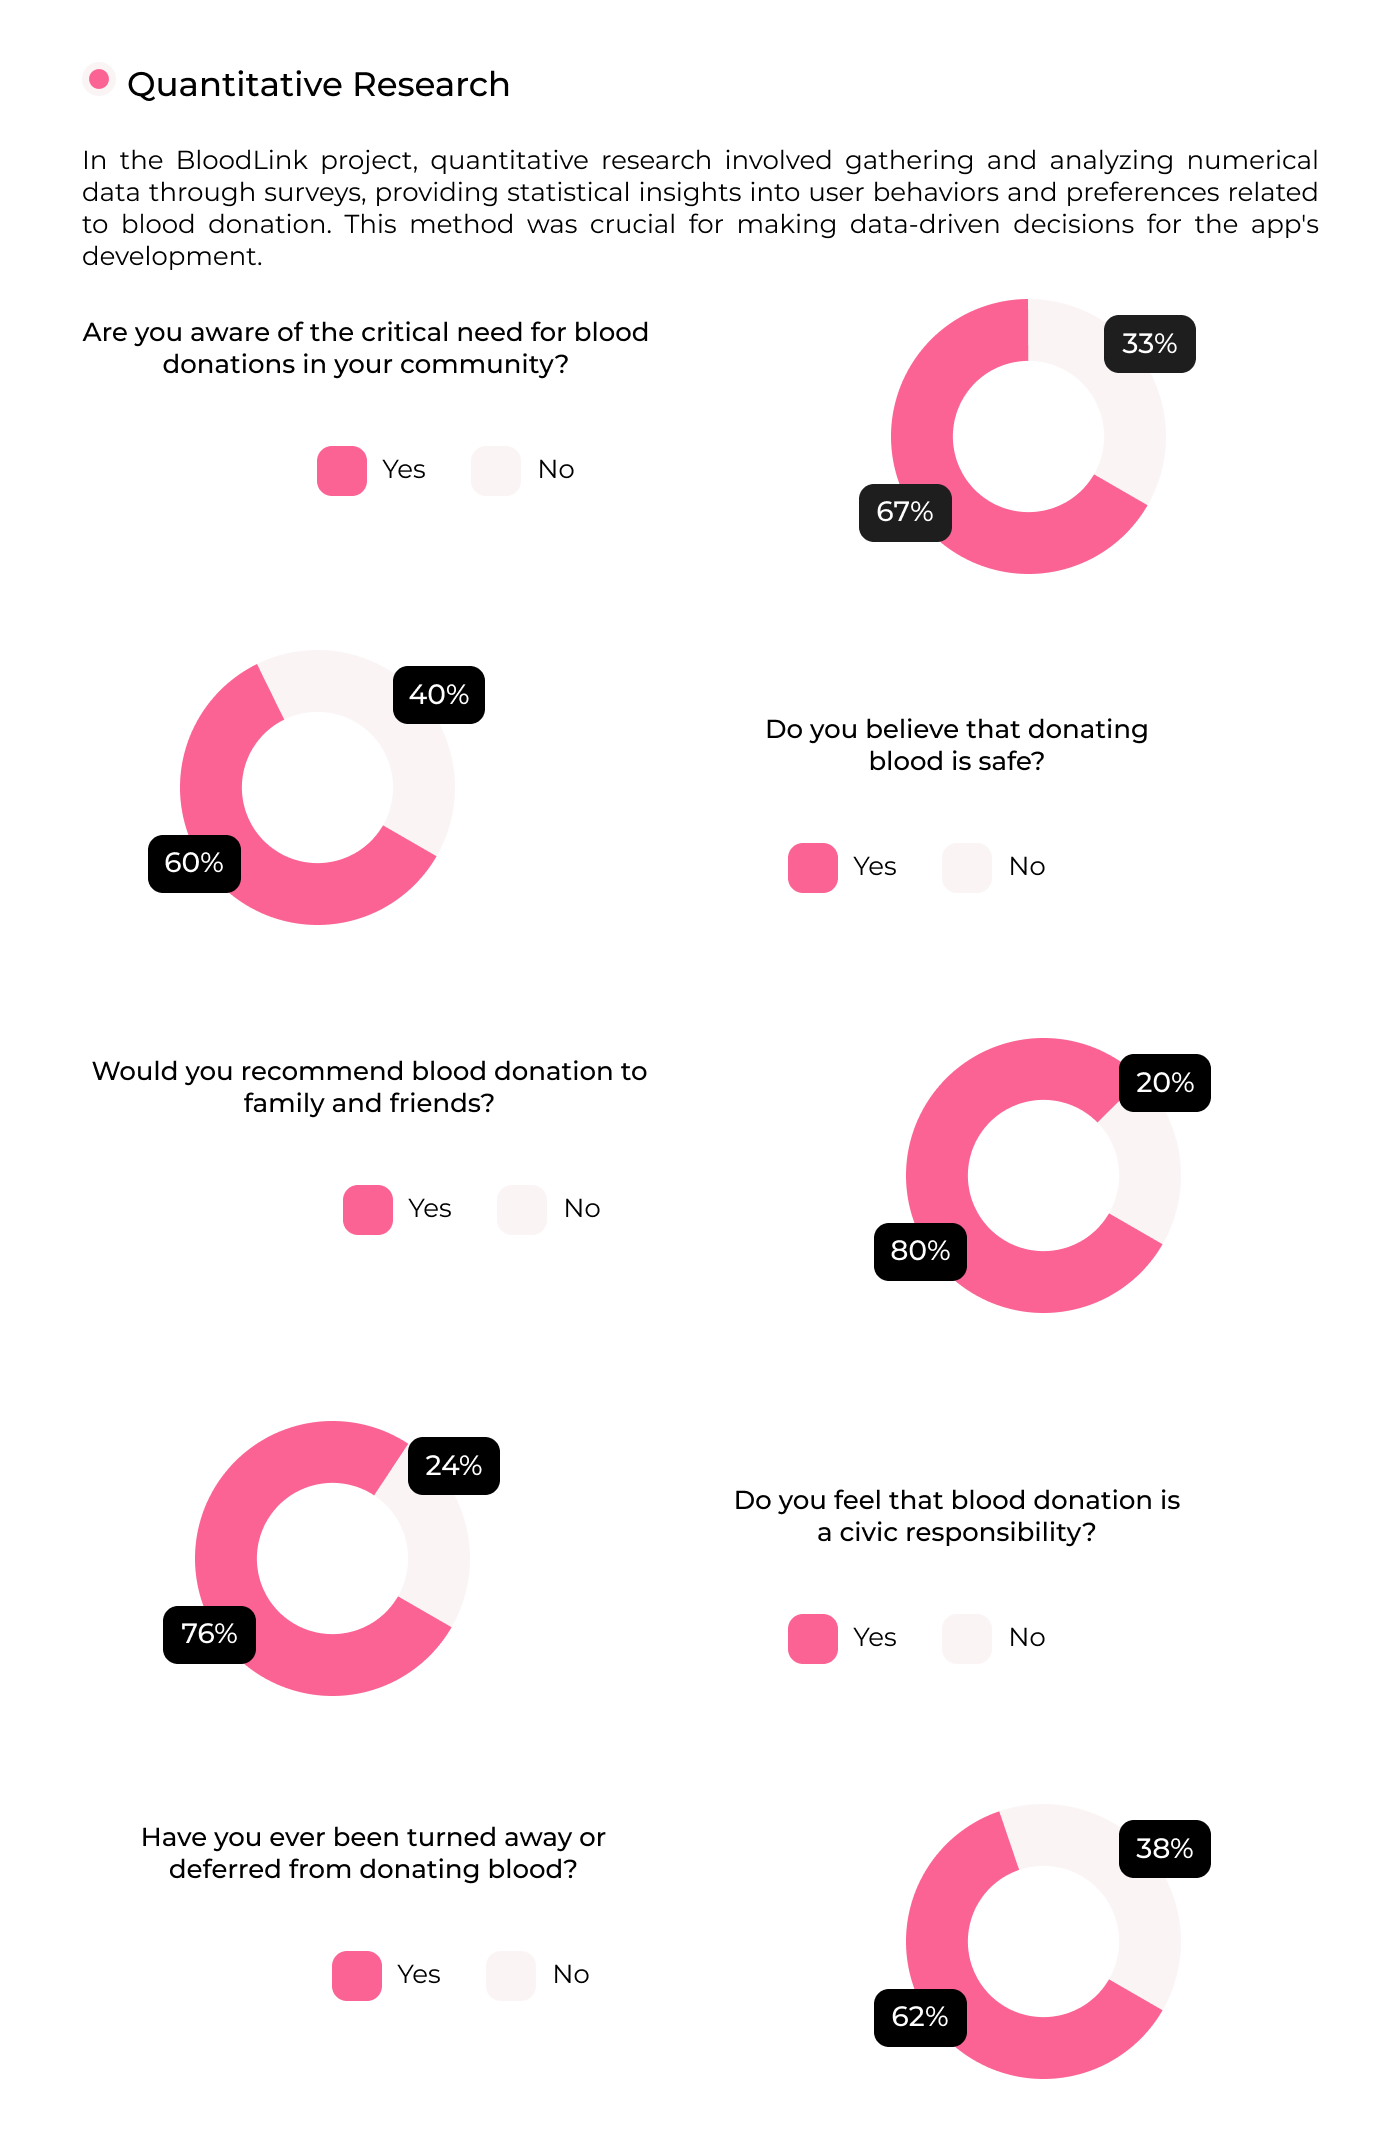 Quantitative Research
In the BloodLink project, quantitative research involved gathering and analyzing numerical
data through surveys, providing statistical insights into user behaviors and preferences related
to blood donation. This method was crucial for making data-driven decisions for the app's
development.
Are you aware of the critical need for blood
donations in your community?
Yes No
33%
67%
40%
60%
Do you believe that donating
blood is safe?
Yes No
Would you recommend blood donation to
family and friends?
Yes No
20%
80%
24%
76%
Do you feel that blood donation is
a civic responsibility?
Yes No
Have you ever been turned away or
deferred from donating blood?
Yes No
38%
62%